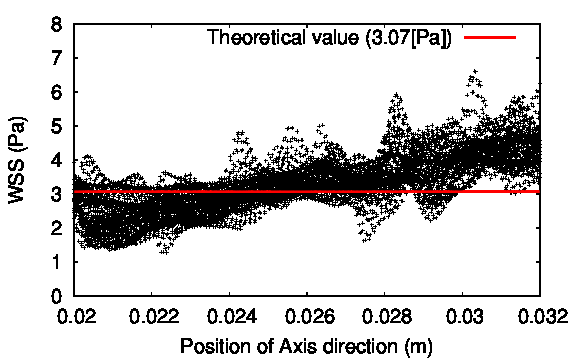 8
Theoretical value (3.07[Pa])
7
6
5
4
3
2
1
0
WSS (Pa)
0.02 0.022 0.024 0.026 0.028 0.03 0.032
Position of Axis direction (m)